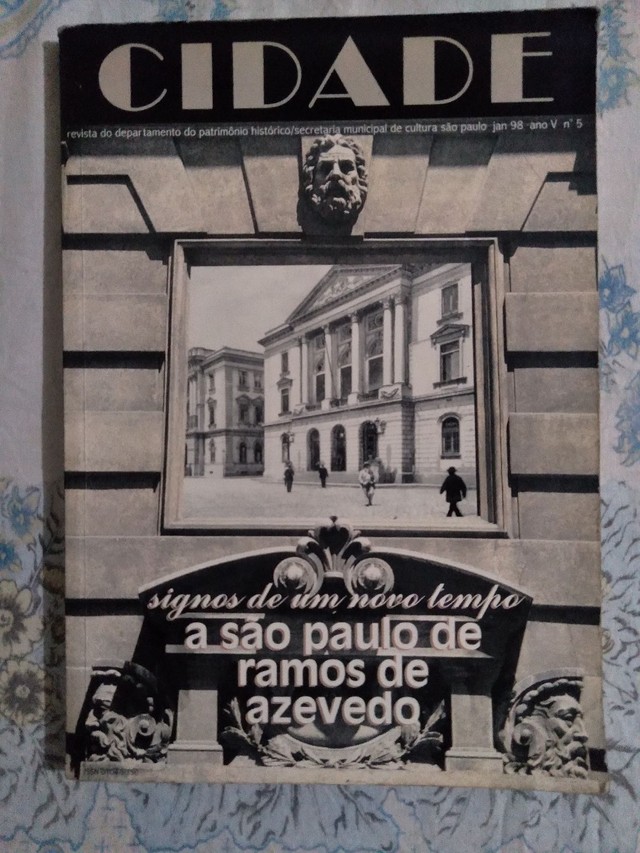 CIDADE
revista do departamento do patrimônio histórico/secretaria municipal de cultura são paulo jan 98 ano V n° 5
signos de um novo tempo
a são paulo de
ramos de
azevedo